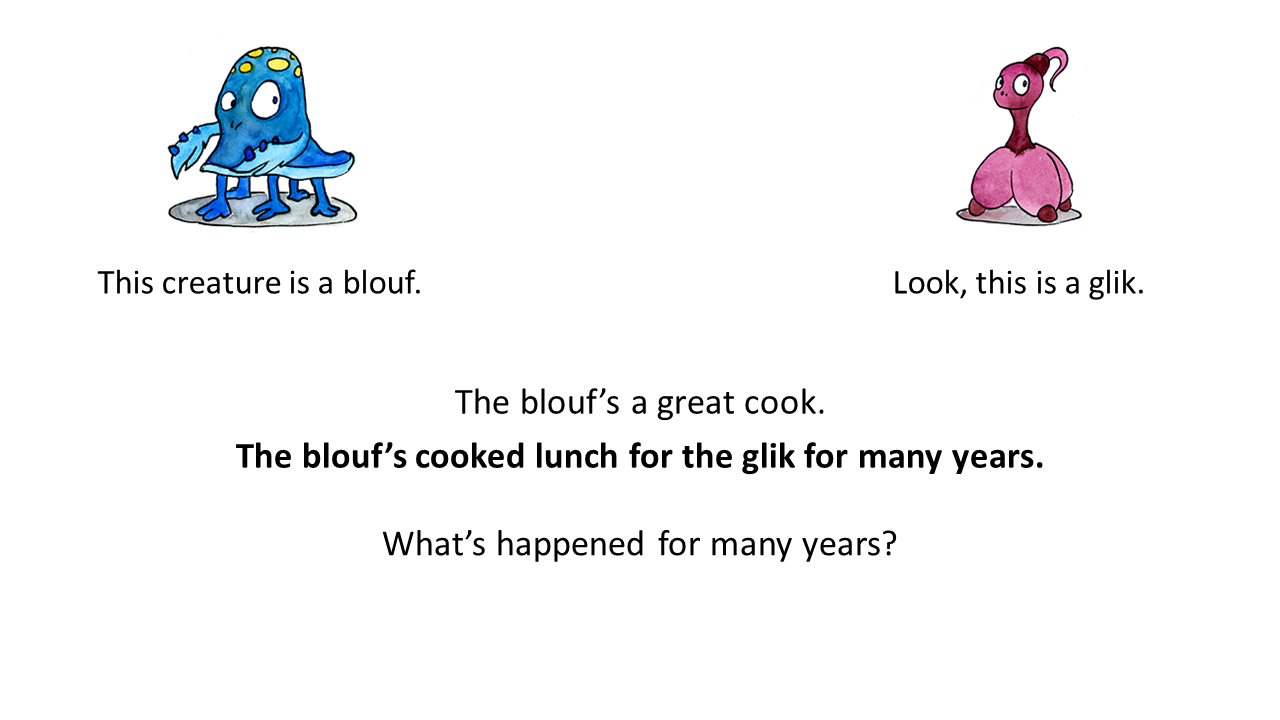 This creature is a blouf.
Look, this is a glik.
The blouf’s a great cook.
The blouf’s cooked lunch for the glik for many years.
What’s happened for many years?